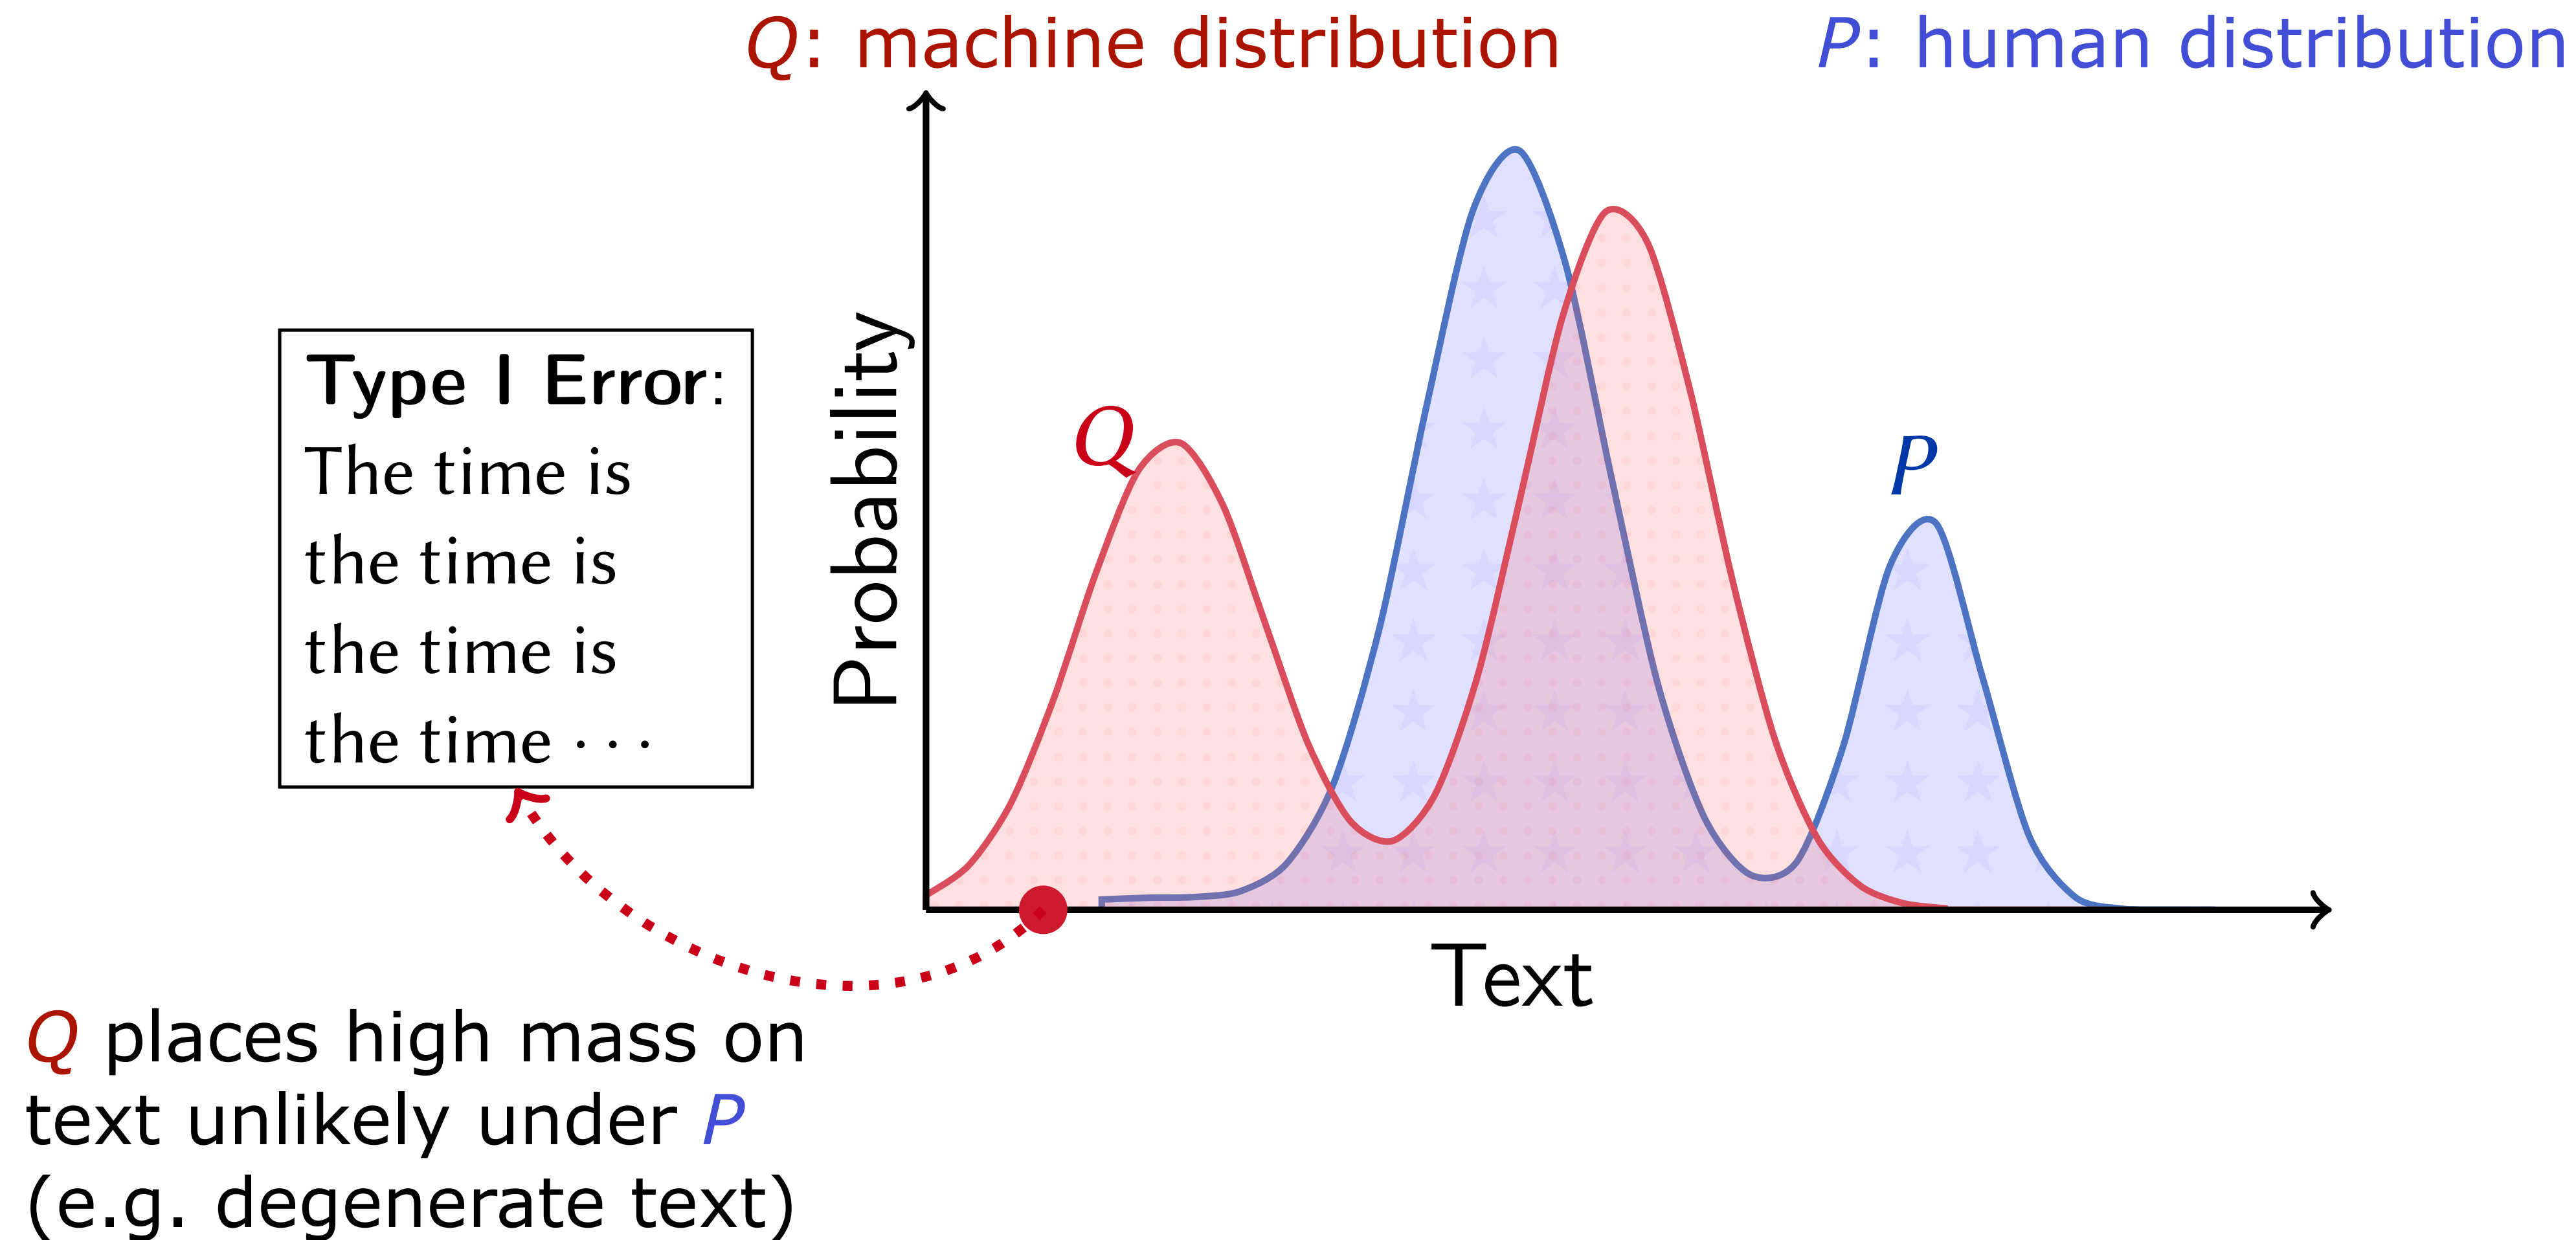 Q: machine distribution
P: human distribution
Type I Error:
The time is
the time is
the time is
the time · · ·
Probability
Q
P
Text
Q places high mass on
text unlikely under P
(e.g. degenerate text)